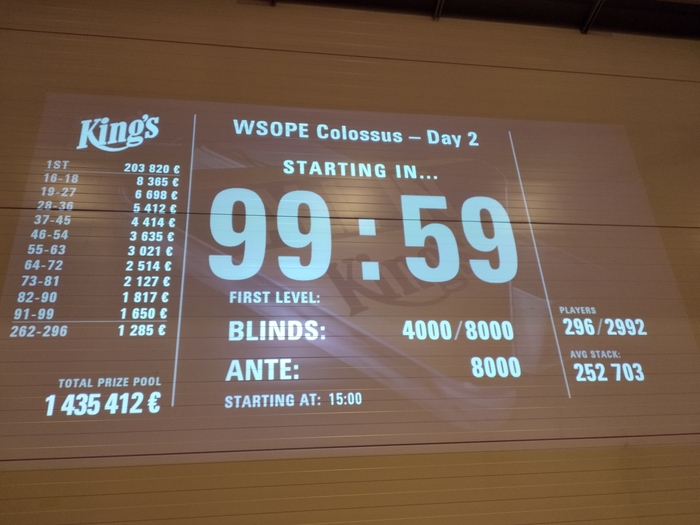 King's
1ST 203 820 €
16-18 8 365 €
19-27 6 698 €
28-36 5 412 €
37-45 4 414 €
46-54 3 635 €
55-63 3 021 €
64-72 2 514 €
73-81 2 127 €
82-90 1 817 €
91-99 1 650 €
262-296 1 285 €
TOTAL PRIZE POOL
1 435 412 €
WSOPE Colossus – Day 2
STARTING IN...
99:59
King's
FIRST LEVEL:
BLINDS: 4000/8000
ANTE: 8000
STARTING AT: 15:00
PLAYERS
296/2992
AVG STACK:
252 703